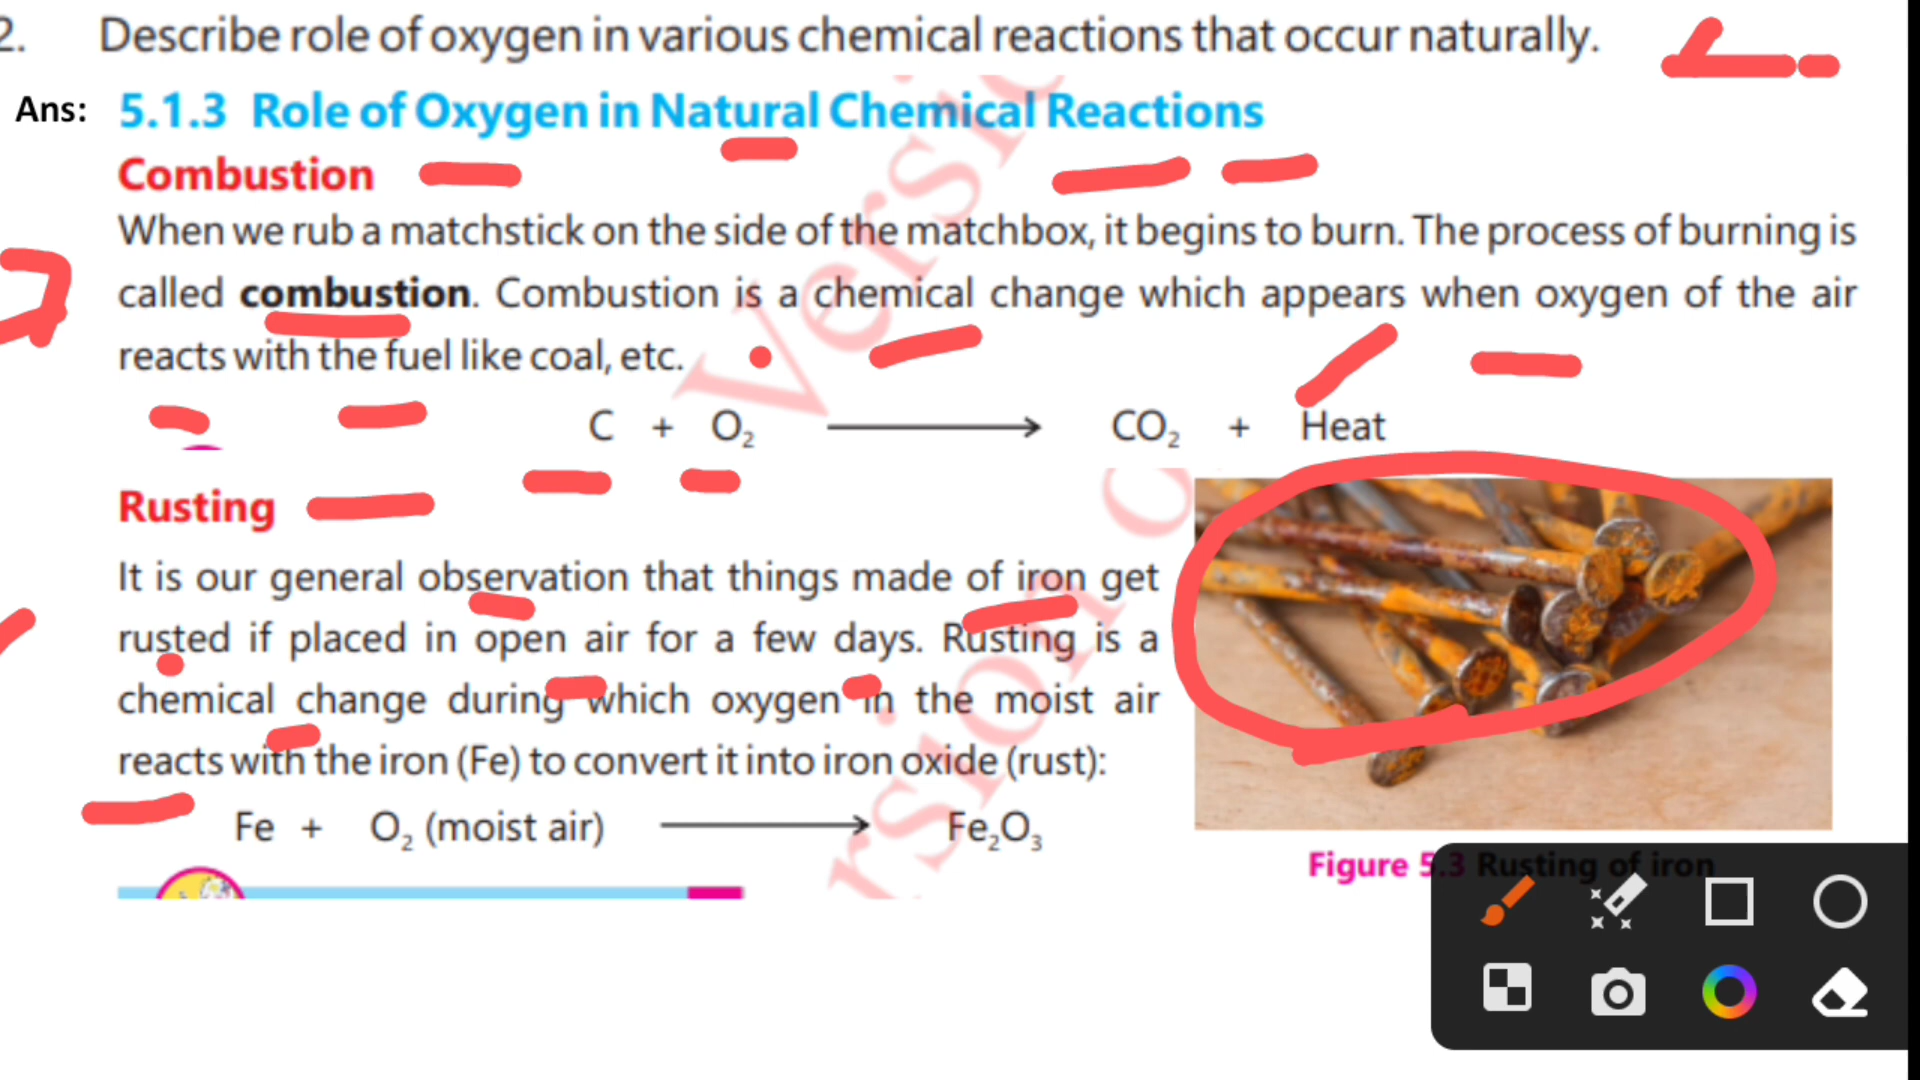 2. Describe role of oxygen in various chemical reactions that occur naturally.
Ans: 5.1.3 Role of Oxygen in Natural Chemical Reactions
Combustion
When we rub a matchstick on the side of the matchbox, it begins to burn. The process of burning is
called combustion. Combustion is a chemical change which appears when oxygen of the air
reacts with the fuel like coal, etc.
C + O₂ ⟶ CO₂ + Heat
Rusting
It is our general observation that things made of iron get
rusted if placed in open air for a few days. Rusting is a
chemical change during which oxygen in the moist air
reacts with the iron (Fe) to convert it into iron oxide (rust):
Fe + O₂ (moist air) ⟶ Fe₂O₃
Figure 5.3 Rusting of iron
Versio
rsion o